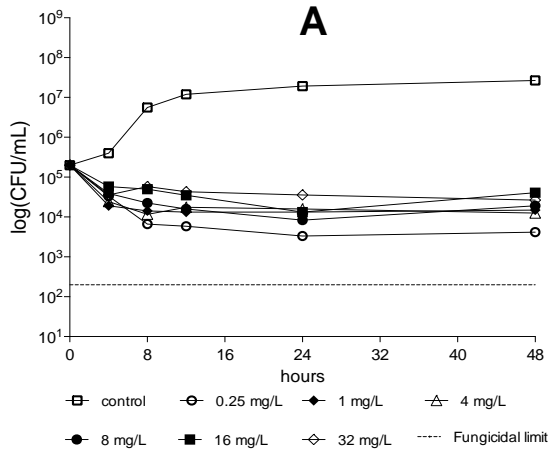 A
10⁹
10⁸
10⁷
10⁶
10⁵
10⁴
10³
10²
10¹
log(CFU/mL)
0 8 16 24 32 40 48
hours
control 0.25 mg/L 1 mg/L 4 mg/L
8 mg/L 16 mg/L 32 mg/L Fungicidal limit